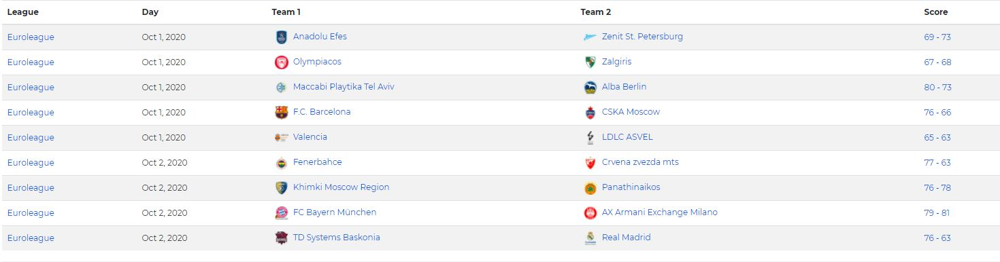 League Day Team 1 Team 2 Score
Euroleague Oct 1, 2020 Anadolu Efes Zenit St. Petersburg 69 - 73
Euroleague Oct 1, 2020 Olympiacos Zalgiris 67 - 68
Euroleague Oct 1, 2020 Maccabi Playtika Tel Aviv Alba Berlin 80 - 73
Euroleague Oct 1, 2020 F.C. Barcelona CSKA Moscow 76 - 66
Euroleague Oct 1, 2020 Valencia LDLC ASVEL 65 - 63
Euroleague Oct 2, 2020 Fenerbahce Crvena zvezda mts 77 - 63
Euroleague Oct 2, 2020 Khimki Moscow Region Panathinaikos 76 - 78
Euroleague Oct 2, 2020 FC Bayern München AX Armani Exchange Milano 79 - 81
Euroleague Oct 2, 2020 TD Systems Baskonia Real Madrid 76 - 63